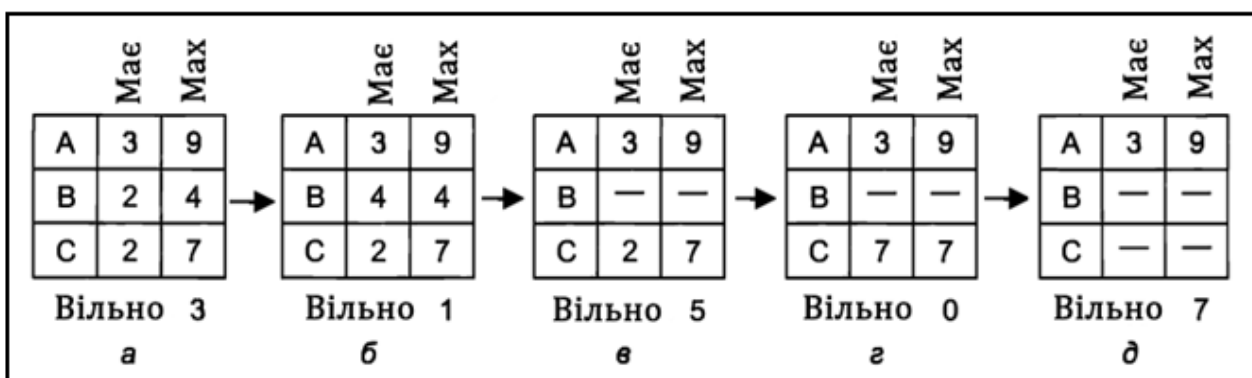 Має Max Має Max Має Max Має Max Має Max
A 3 9 A 3 9 A 3 9 A 3 9 A 3 9
B 2 4 B 4 4 B — — B — — B — —
C 2 7 C 2 7 C 2 7 C 7 7 C — —
Вільно 3 Вільно 1 Вільно 5 Вільно 0 Вільно 7
а б в г д